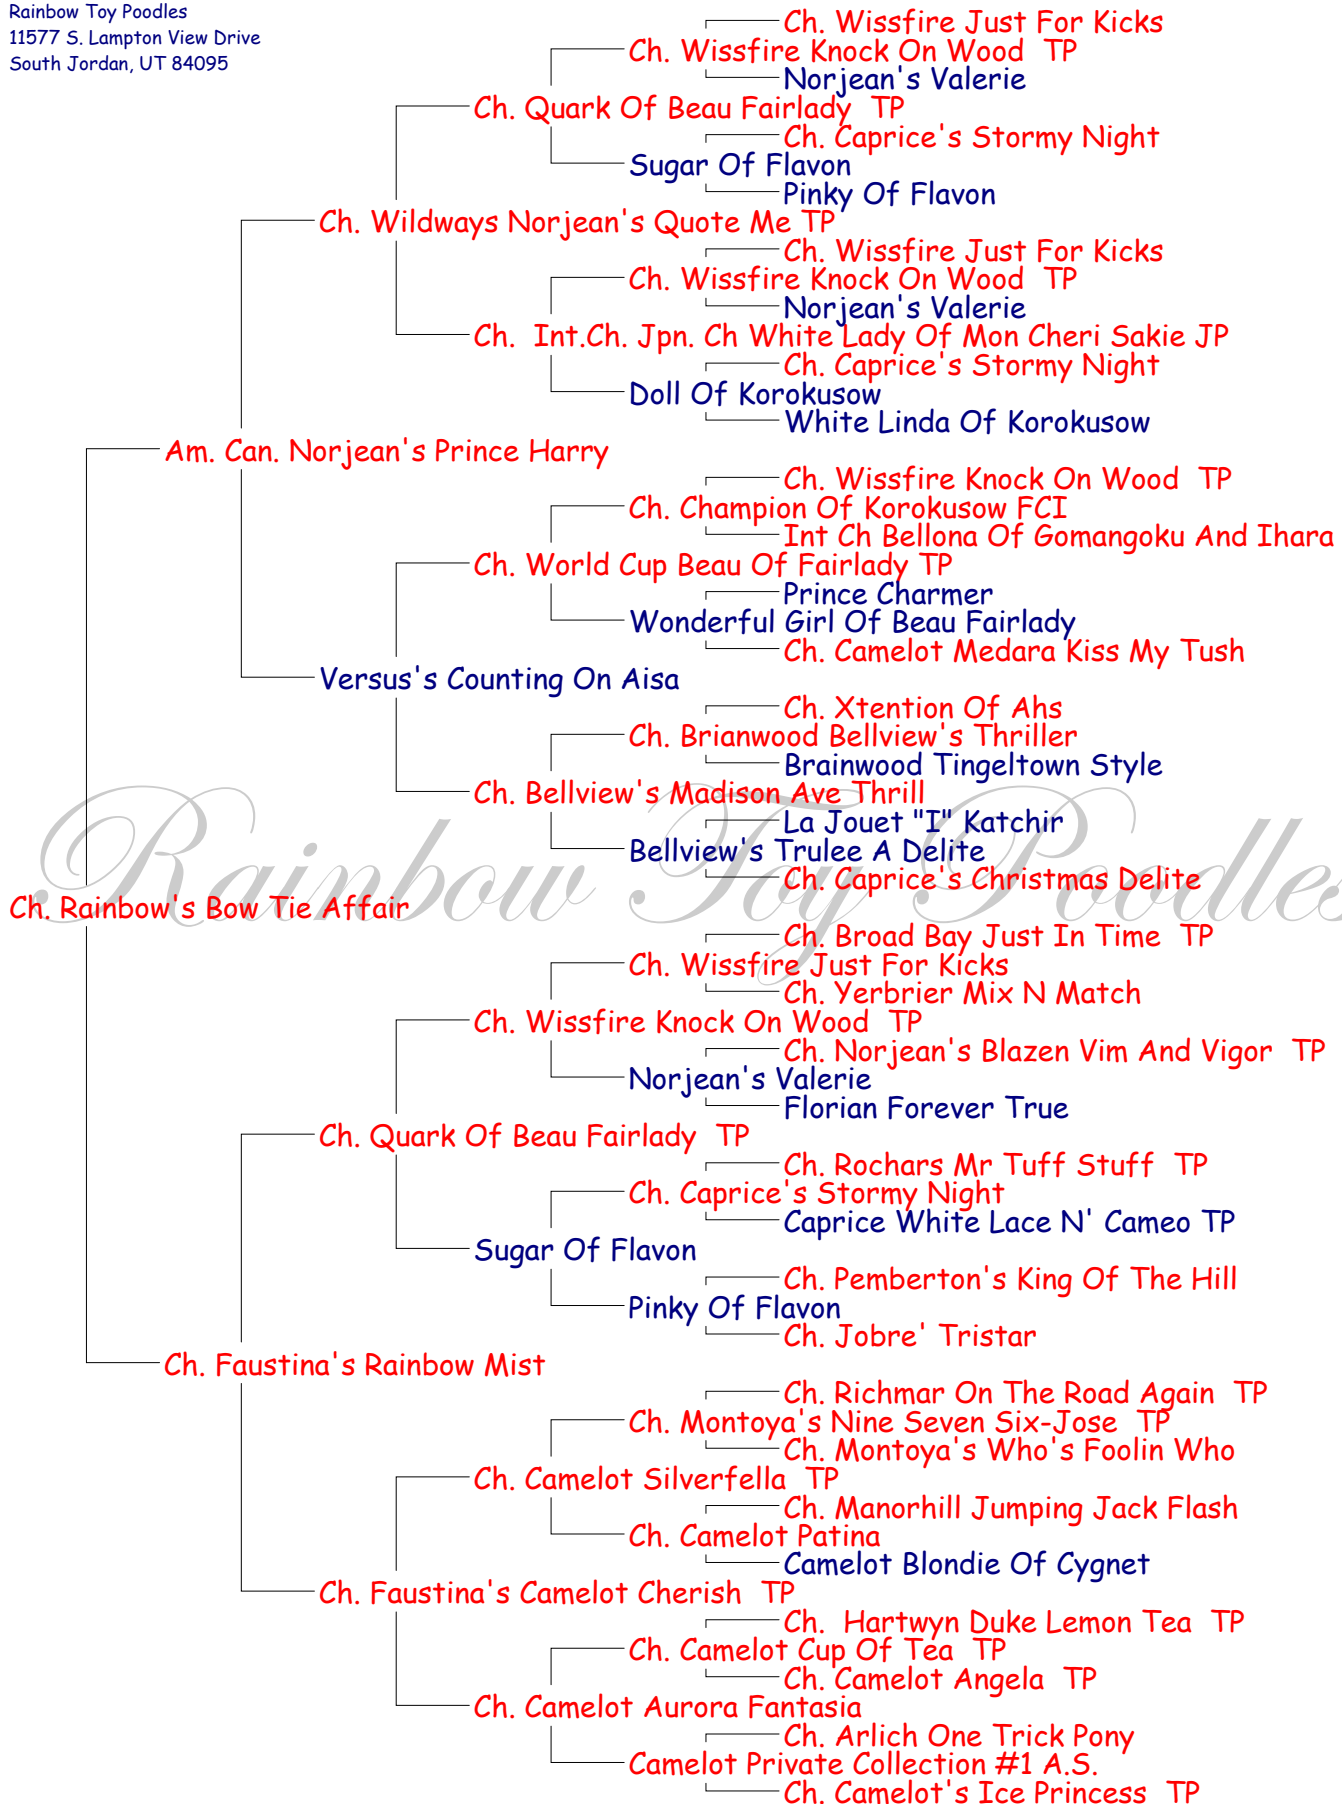 Rainbow Toy Poodles
11577 S. Lampton View Drive
South Jordan, UT 84095
Ch. Wissfire Just For Kicks
Ch. Wissfire Knock On Wood  TP
Norjean's Valerie
Ch. Quark Of Beau Fairlady  TP
Ch. Caprice's Stormy Night
Sugar Of Flavon
Pinky Of Flavon
Ch. Wildways Norjean's Quote Me TP
Ch. Wissfire Just For Kicks
Ch. Wissfire Knock On Wood  TP
Norjean's Valerie
Ch.  Int.Ch. Jpn. Ch White Lady Of Mon Cheri Sakie JP
Ch. Caprice's Stormy Night
Doll Of Korokusow
White Linda Of Korokusow
Am. Can. Norjean's Prince Harry
Ch. Wissfire Knock On Wood  TP
Ch. Champion Of Korokusow FCI
Int Ch Bellona Of Gomangoku And Ihara
Ch. World Cup Beau Of Fairlady TP
Prince Charmer
Wonderful Girl Of Beau Fairlady
Ch. Camelot Medara Kiss My Tush
Versus's Counting On Aisa
Ch. Xtention Of Ahs
Ch. Brianwood Bellview's Thriller
Brainwood Tingeltown Style
Ch. Bellview's Madison Ave Thrill
La Jouet "I" Katchir
Bellview's Trulee A Delite
Ch. Caprice's Christmas Delite
Rainbow Toy Poodles
Ch. Rainbow's Bow Tie Affair
Ch. Broad Bay Just In Time  TP
Ch. Wissfire Just For Kicks
Ch. Yerbrier Mix N Match
Ch. Wissfire Knock On Wood  TP
Ch. Norjean's Blazen Vim And Vigor  TP
Norjean's Valerie
Florian Forever True
Ch. Quark Of Beau Fairlady  TP
Ch. Rochars Mr Tuff Stuff  TP
Ch. Caprice's Stormy Night
Caprice White Lace N' Cameo TP
Sugar Of Flavon
Ch. Pemberton's King Of The Hill
Pinky Of Flavon
Ch. Jobre' Tristar
Ch. Faustina's Rainbow Mist
Ch. Richmar On The Road Again  TP
Ch. Montoya's Nine Seven Six-Jose  TP
Ch. Montoya's Who's Foolin Who
Ch. Camelot Silverfella  TP
Ch. Manorhill Jumping Jack Flash
Ch. Camelot Patina
Camelot Blondie Of Cygnet
Ch. Faustina's Camelot Cherish  TP
Ch.  Hartwyn Duke Lemon Tea  TP
Ch. Camelot Cup Of Tea  TP
Ch. Camelot Angela  TP
Ch. Camelot Aurora Fantasia
Ch. Arlich One Trick Pony
Camelot Private Collection #1 A.S.
Ch. Camelot's Ice Princess  TP